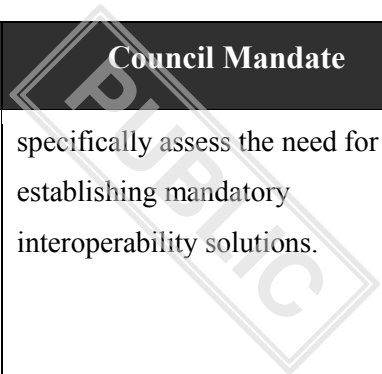 Council Mandate
specifically assess the need for
establishing mandatory
interoperability solutions.
PUBLIC